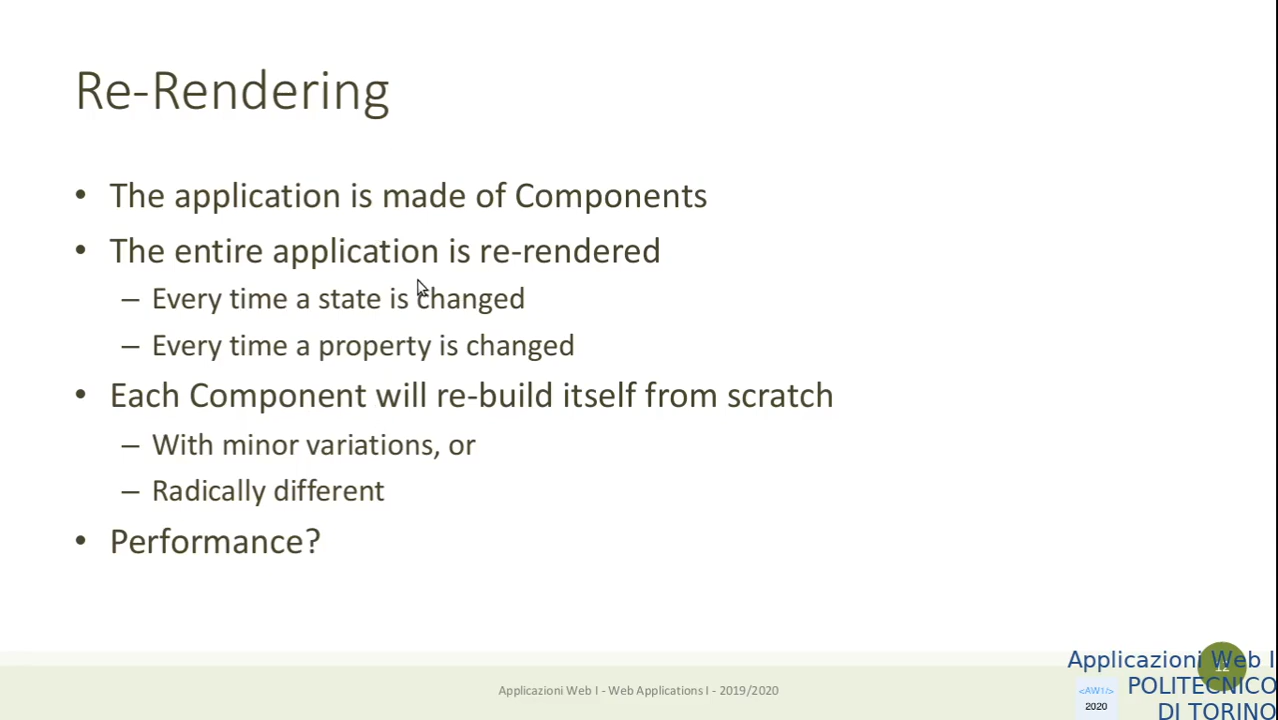 Re-Rendering
• The application is made of Components
• The entire application is re-rendered
– Every time a state is changed
– Every time a property is changed
• Each Component will re-build itself from scratch
– With minor variations, or
– Radically different
• Performance?
Applicazioni Web I - Web Applications I - 2019/2020
12
Applicazioni Web I
POLITECNICO
DI TORINO
<AW1/>
2020